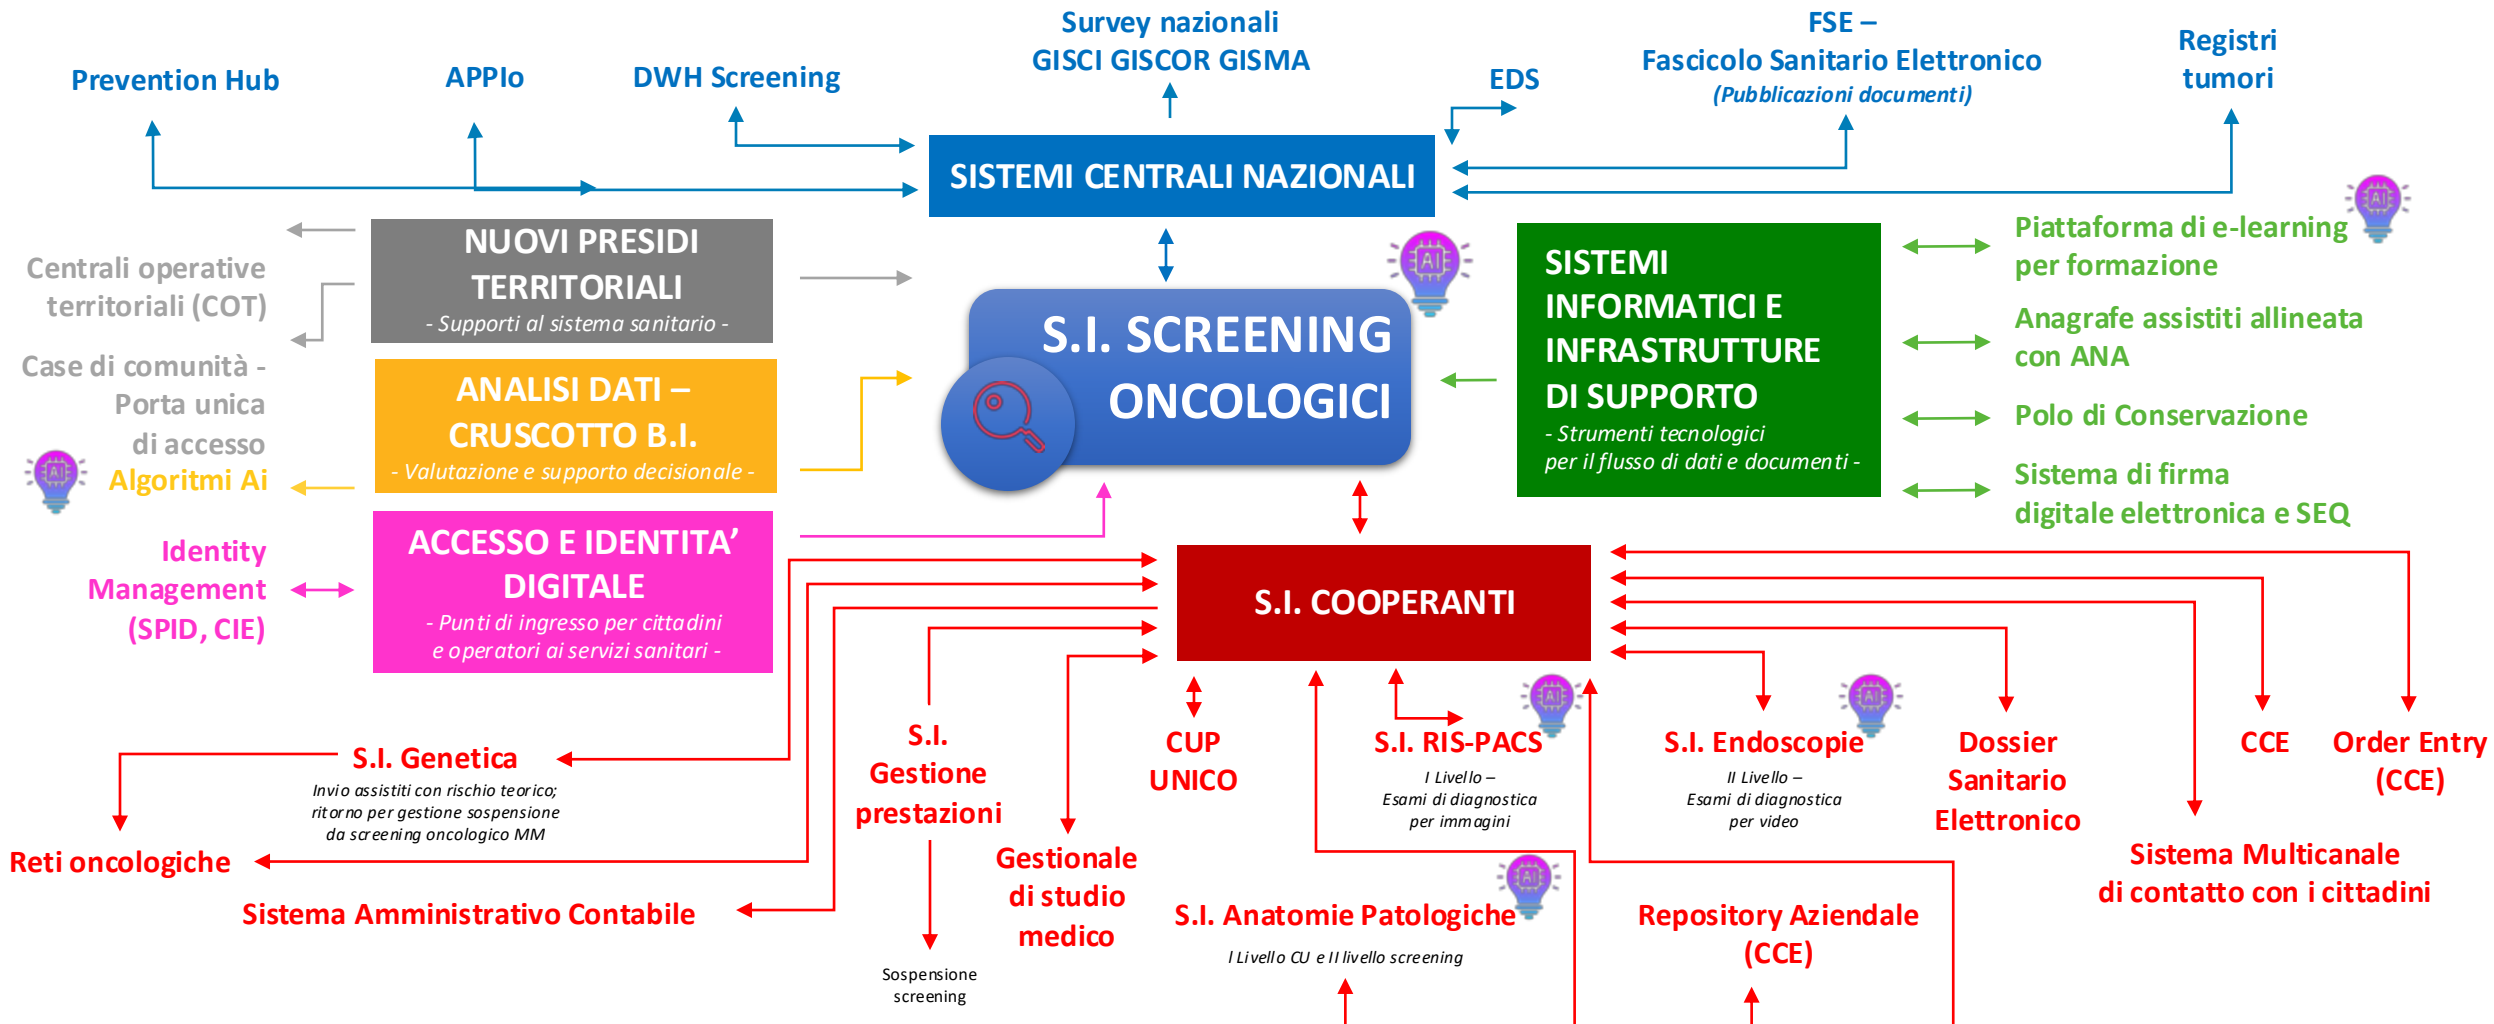 Survey nazionali
GISCI GISCOR GISMA
FSE –
Fascicolo Sanitario Elettronico
(Pubblicazioni documenti)
Registri
tumori
Prevention Hub
APPIo
DWH Screening
EDS
SISTEMI CENTRALI NAZIONALI
NUOVI PRESIDI
TERRITORIALI
- Supporti al sistema sanitario -
Centrali operative
territoriali (COT)
Case di comunità -
Porta unica
di accesso
ANALISI DATI –
CRUSCOTTO B.I.
- Valutazione e supporto decisionale -
AI
Algoritmi Ai
ACCESSO E IDENTITA’
DIGITALE
- Punti di ingresso per cittadini
e operatori ai servizi sanitari -
Identity
Management
(SPID, CIE)
S.I. SCREENING
ONCOLOGICI
AI
SISTEMI
INFORMATICI E
INFRASTRUTTURE
DI SUPPORTO
- Strumenti tecnologici
per il flusso di dati e documenti -
AI
Piattaforma di e-learning
per formazione
Anagrafe assistiti allineata
con ANA
Polo di Conservazione
Sistema di firma
digitale elettronica e SEQ
S.I. COOPERANTI
S.I. Genetica
Invio assistiti con rischio teorico;
ritorno per gestione sospensione
da screening oncologico MM
Reti oncologiche
Sistema Amministrativo Contabile
S.I.
Gestione
prestazioni
Sospensione
screening
Gestionale
di studio
medico
CUP
UNICO
AI
S.I. RIS-PACS
I Livello –
Esami di diagnostica
per immagini
AI
S.I. Endoscopie
II Livello –
Esami di diagnostica
per video
Dossier
Sanitario
Elettronico
CCE
Order Entry
(CCE)
Sistema Multicanale
di contatto con i cittadini
AI
S.I. Anatomie Patologiche
I Livello CU e II livello screening
Repository Aziendale
(CCE)